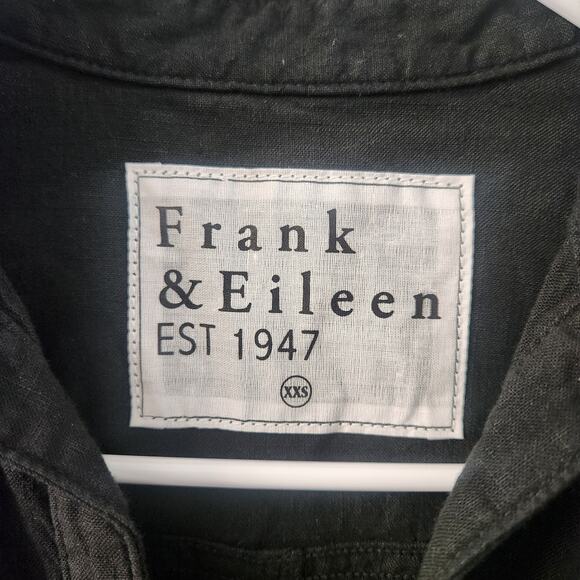 Frank
& Eileen
EST 1947
XXS